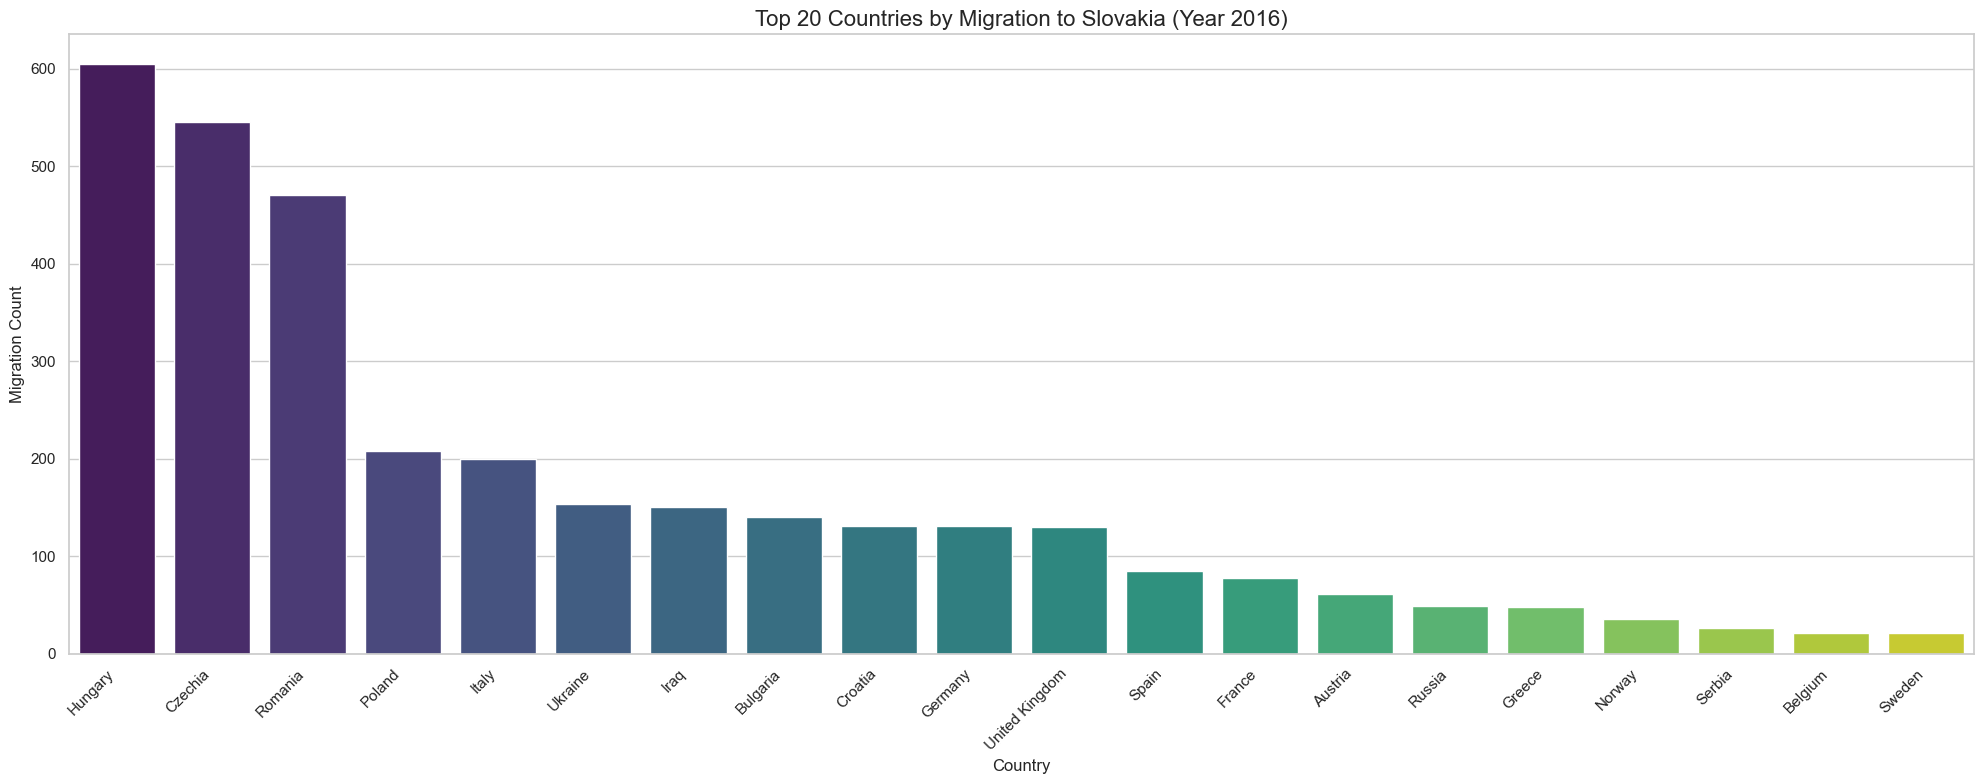 Top 20 Countries by Migration to Slovakia (Year 2016)
Migration Count
600
500
400
300
200
100
0
Hungary
Czechia
Romania
Poland
Italy
Ukraine
Iraq
Bulgaria
Croatia
Germany
United Kingdom
Spain
France
Austria
Russia
Greece
Norway
Serbia
Belgium
Sweden
Country